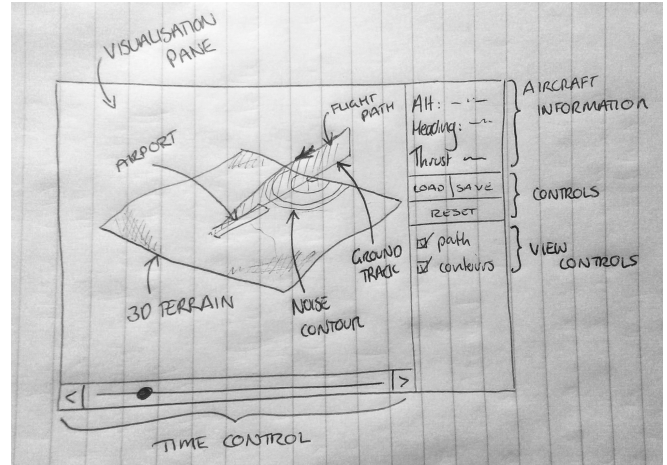 VISUALISATION
PANE
FLIGHT
PATH
AIRPORT
3D TERRAIN
NOISE
CONTOUR
GROUND
TRACK
Alt:
Heading:
Thrust
LOAD | SAVE
RESET
path
contours
AIRCRAFT
INFORMATION
CONTROLS
VIEW
CONTROLS
< >
TIME CONTROL